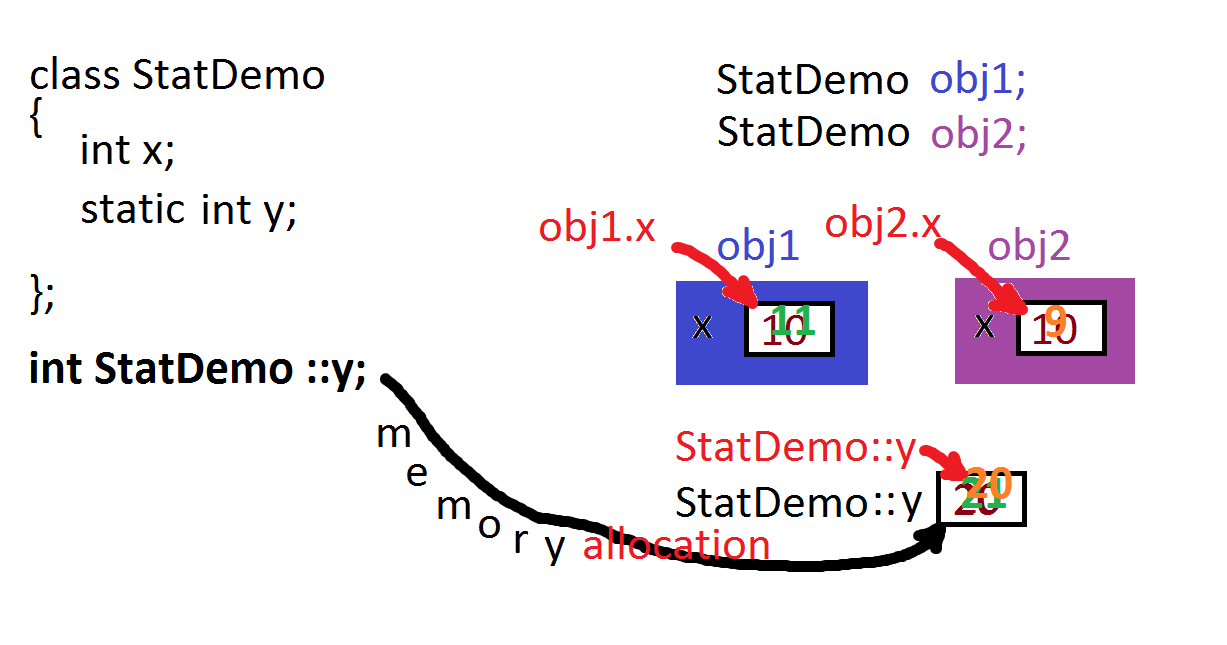 class StatDemo
{
int x;
static int y;
};
int StatDemo ::y;
memory allocation
StatDemo obj1;
StatDemo obj2;
obj1.x
obj1
x 10 11
obj2.x
obj2
x 10 9
StatDemo::y
StatDemo::y 20 21 20